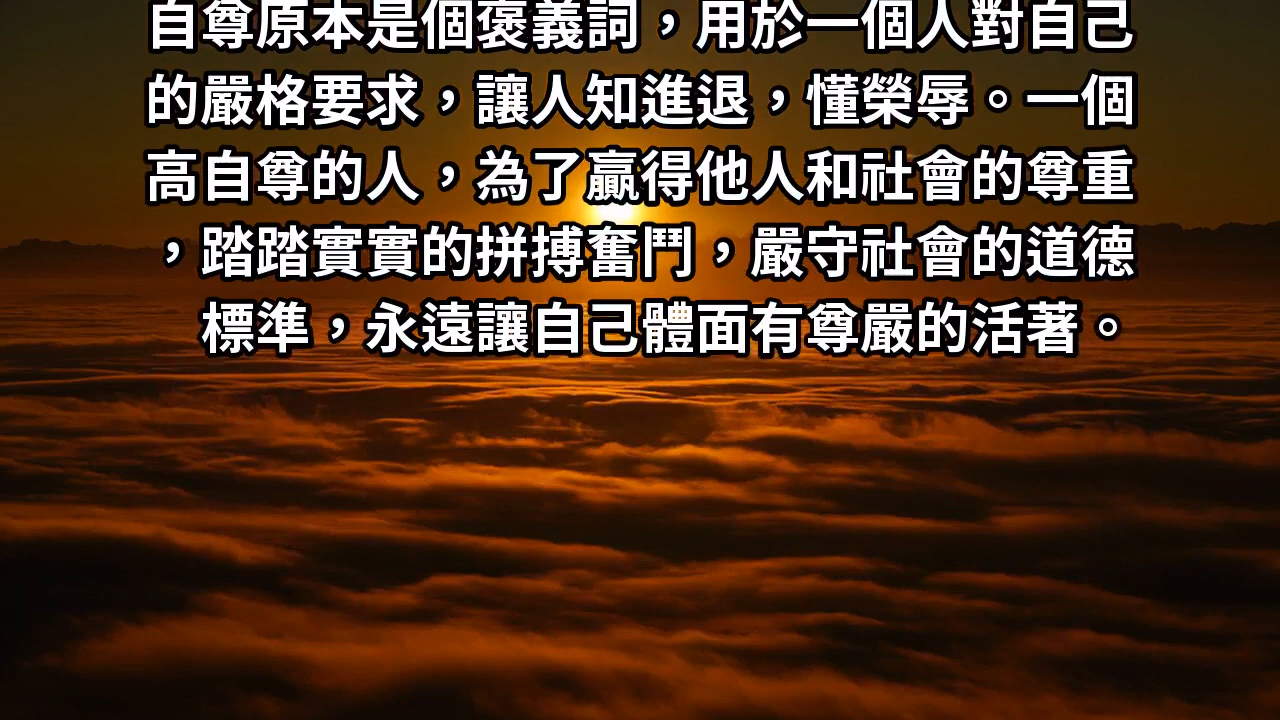 自尊原本是個褒義詞，用於一個人對自己
的嚴格要求，讓人知進退，懂榮辱。一個
高自尊的人，為了贏得他人和社會的尊重
，踏踏實實的拼搏奮鬥，嚴守社會的道德
標準，永遠讓自己體面有尊嚴的活著。